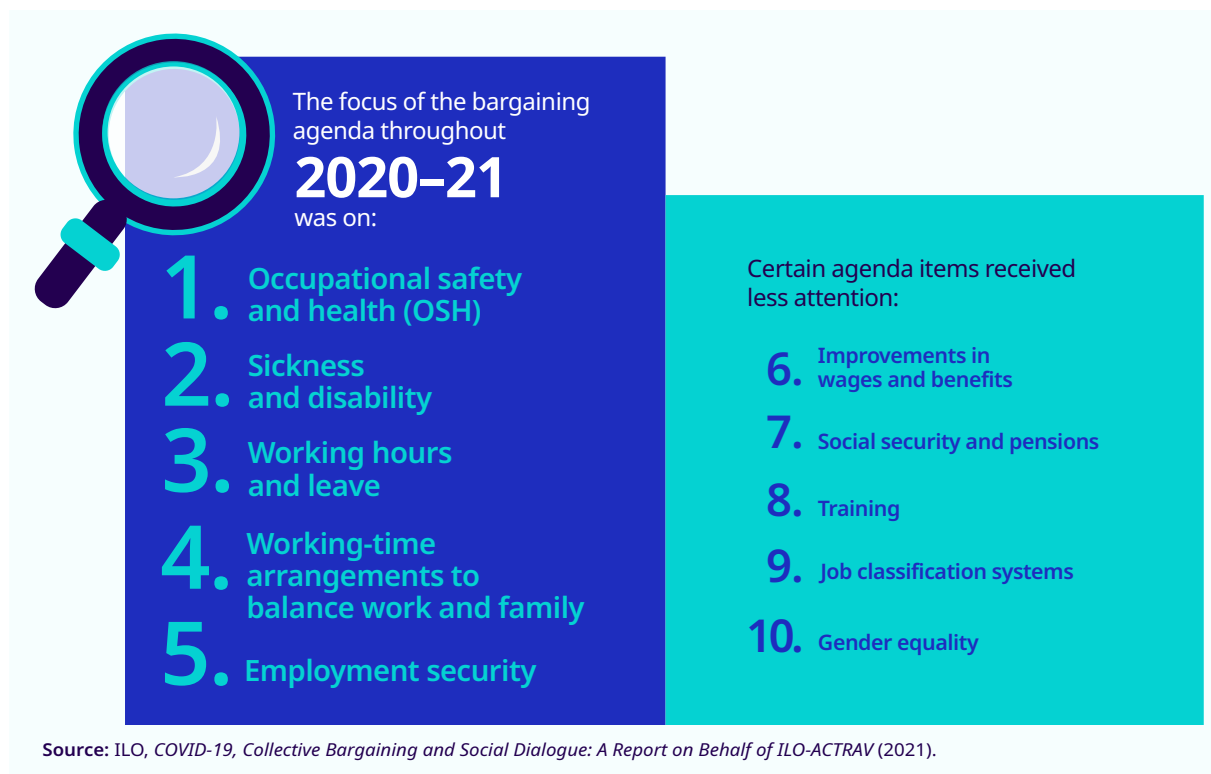 The focus of the bargaining
agenda throughout
2020–21
was on:
1. Occupational safety
and health (OSH)
2. Sickness
and disability
3. Working hours
and leave
4. Working-time
arrangements to
balance work and family
5. Employment security
Certain agenda items received
less attention:
6. Improvements in
wages and benefits
7. Social security and pensions
8. Training
9. Job classification systems
10. Gender equality
Source: ILO, COVID-19, Collective Bargaining and Social Dialogue: A Report on Behalf of ILO-ACTRAV (2021).